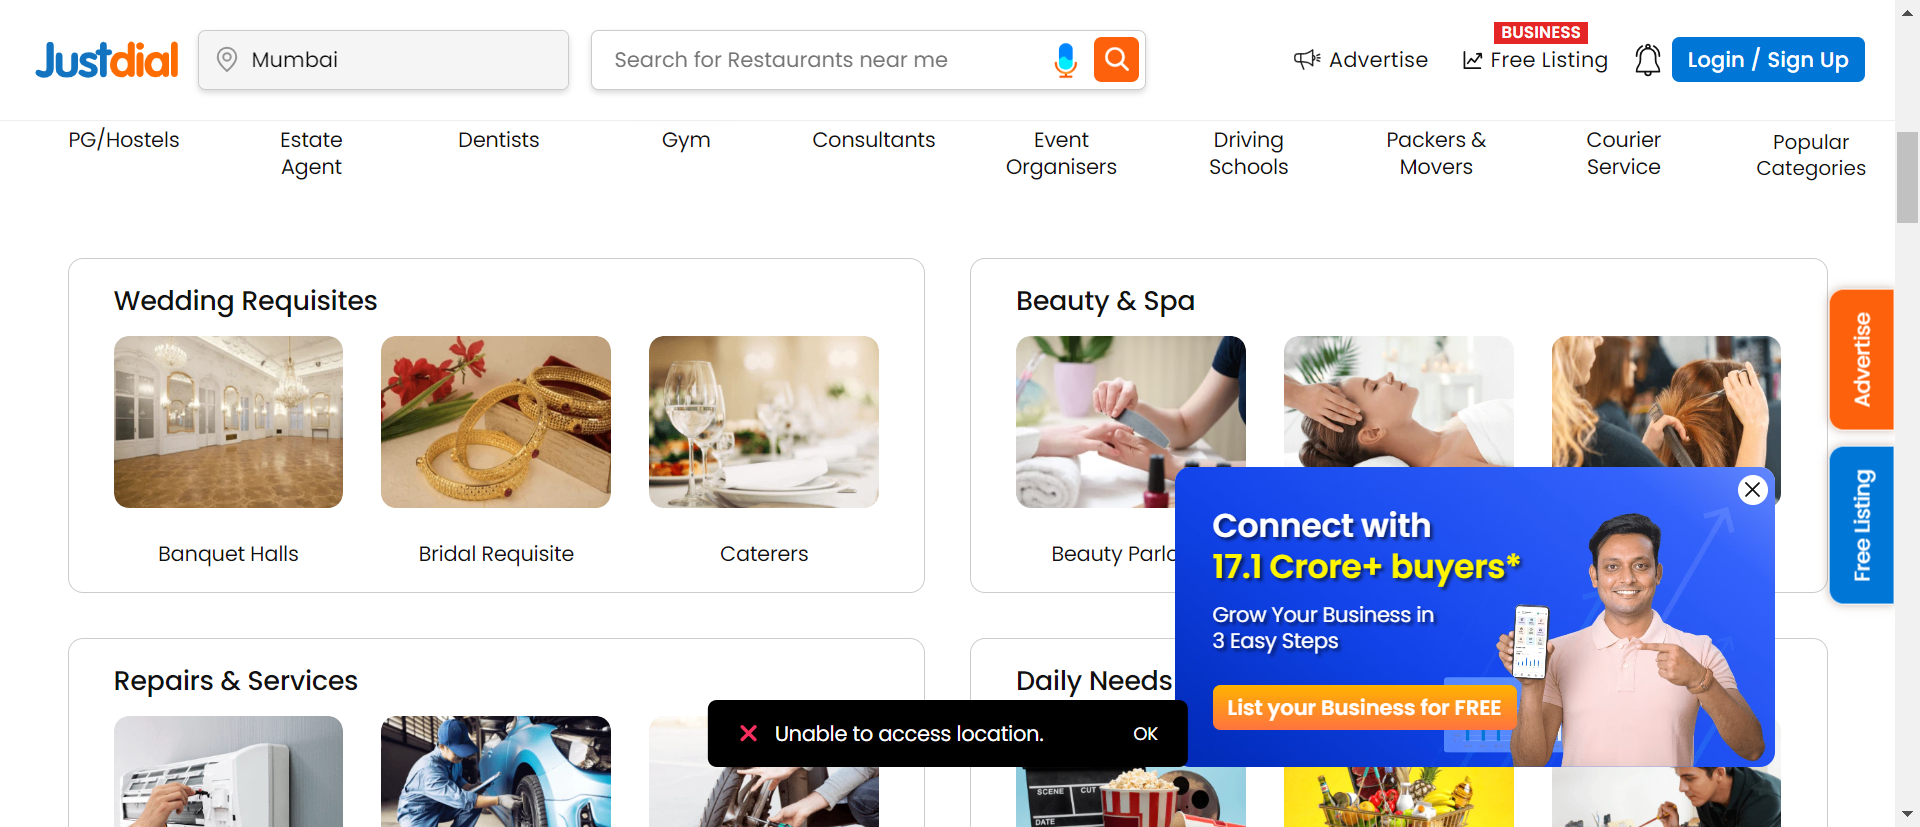 Justdial
Mumbai
Search for Restaurants near me
Advertise
BUSINESS
Free Listing
Login / Sign Up
PG/Hostels
Estate
Agent
Dentists
Gym
Consultants
Event
Organisers
Driving
Schools
Packers &
Movers
Courier
Service
Popular
Categories
Wedding Requisites
Banquet Halls
Bridal Requisite
Caterers
Beauty & Spa
Beauty Parlo
Advertise
Free Listing
Connect with
17.1 Crore+ buyers*
Grow Your Business in
3 Easy Steps
List your Business for FREE
Repairs & Services
Daily Needs
Unable to access location.
OK
SCENE
CUT
DATE